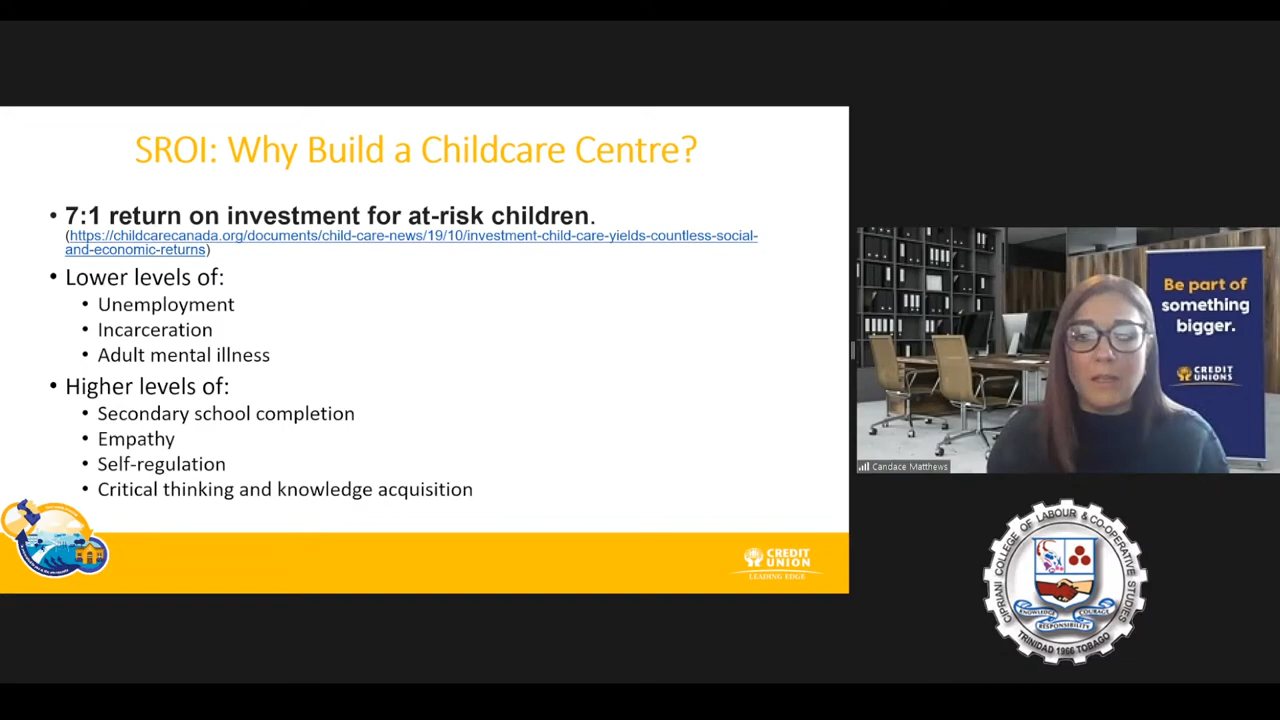 SROI: Why Build a Childcare Centre?
• 7:1 return on investment for at-risk children.
(https://childcarecanada.org/documents/child-care-news/19/10/investment-child-care-yields-countless-social-
and-economic-returns)
• Lower levels of:
• Unemployment
• Incarceration
• Adult mental illness
• Higher levels of:
• Secondary school completion
• Empathy
• Self-regulation
• Critical thinking and knowledge acquisition
CREDIT
UNION
LEADING EDGE
Be part of
something
bigger.
CREDIT
UNIONS
Candace Matthews
CIPRIANI COLLEGE OF LABOUR & CO-OPERATIVE STUDIES
KNOWLEDGE
COURAGE
RESPONSIBILITY
TRINIDAD 1966 TOBAGO